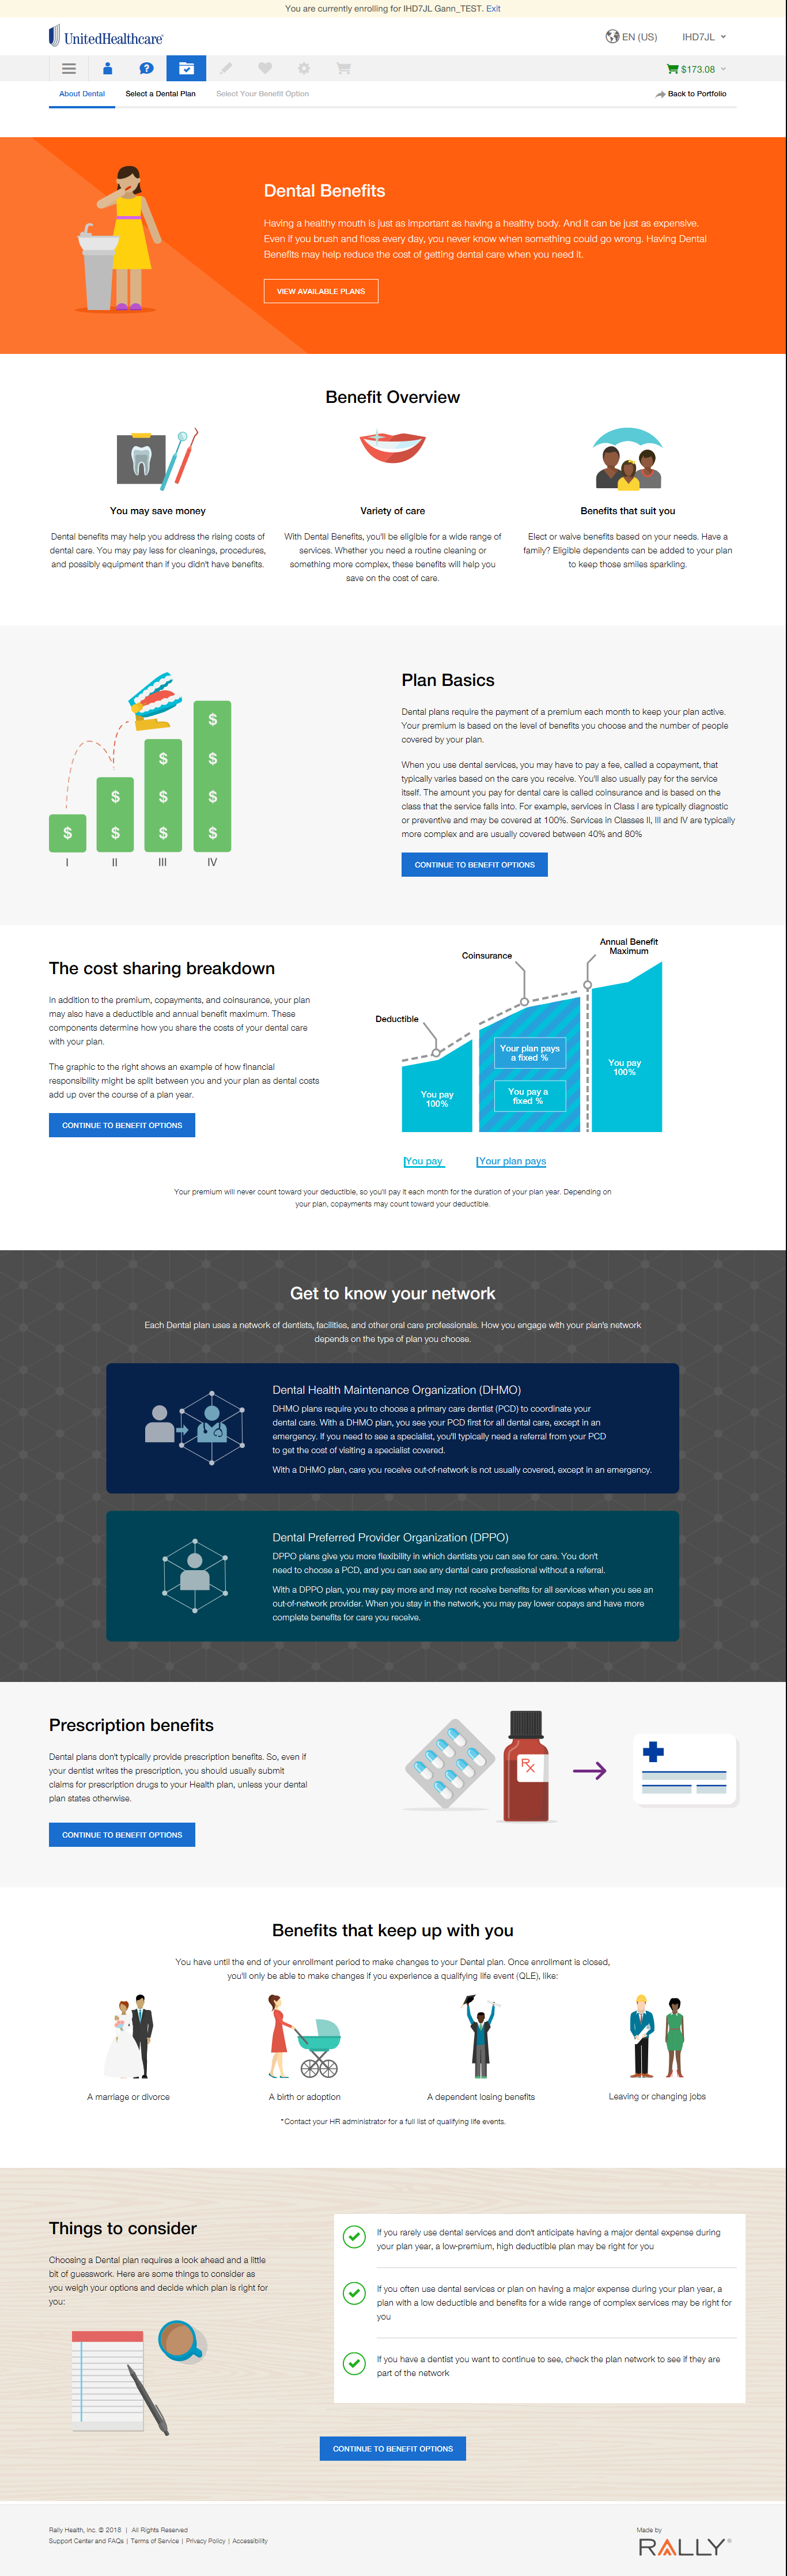 You are currently enrolling for IHD7JL Gann_TEST. Exit
UnitedHealthcare
EN (US)
IHD7JL
$173.08
About Dental
Select a Dental Plan
Select Your Benefit Option
Back to Portfolio
Dental Benefits
Having a healthy mouth is just as important as having a healthy body. And it can be just as expensive.
Even if you brush and floss every day, you never know when something could go wrong. Having Dental
Benefits may help reduce the cost of getting dental care when you need it.
VIEW AVAILABLE PLANS
Benefit Overview
You may save money
Dental benefits may help you address the rising costs of
dental care. You may pay less for cleanings, procedures,
and possibly equipment than if you didn't have benefits.
Variety of care
With Dental Benefits, you'll be eligible for a wide range of
services. Whether you need a routine cleaning or
something more complex, these benefits will help you
save on the cost of care.
Benefits that suit you
Elect or waive benefits based on your needs. Have a
family? Eligible dependents can be added to your plan
to keep those smiles sparkling.
$
$
$
$
$
$
$
$
$
$
I
II
III
IV
Plan Basics
Dental plans require the payment of a premium each month to keep your plan active.
Your premium is based on the level of benefits you choose and the number of people
covered by your plan.
When you use dental services, you may have to pay a fee, called a copayment, that
typically varies based on the care you receive. You'll also usually pay for the service
itself. The amount you pay for dental care is called coinsurance and is based on the
class that the service falls into. For example, services in Class I are typically diagnostic
or preventive and may be covered at 100%. Services in Classes II, III and IV are typically
more complex and are usually covered between 40% and 80%
CONTINUE TO BENEFIT OPTIONS
The cost sharing breakdown
In addition to the premium, copayments, and coinsurance, your plan
may also have a deductible and annual benefit maximum. These
components determine how you share the costs of your dental care
with your plan.
The graphic to the right shows an example of how financial
responsibility might be split between you and your plan as dental costs
add up over the course of a plan year.
CONTINUE TO BENEFIT OPTIONS
Deductible
Coinsurance
Annual Benefit
Maximum
You pay
100%
Your plan pays
a fixed %
You pay a
fixed %
You pay
100%
You pay
Your plan pays
Your premium will never count toward your deductible, so you'll pay it each month for the duration of your plan year. Depending on
your plan, copayments may count toward your deductible.
Get to know your network
Each Dental plan uses a network of dentists, facilities, and other oral care professionals. How you engage with your plan's network
depends on the type of plan you choose.
Dental Health Maintenance Organization (DHMO)
DHMO plans require you to choose a primary care dentist (PCD) to coordinate your
dental care. With a DHMO plan, you see your PCD first for all dental care, except in an
emergency. If you need to see a specialist, you'll typically need a referral from your PCD
to get the cost of visiting a specialist covered.
With a DHMO plan, care you receive out-of-network is not usually covered, except in an emergency.
Dental Preferred Provider Organization (DPPO)
DPPO plans give you more flexibility in which dentists you can see for care. You don't
need to choose a PCD, and you can see any dental care professional without a referral.
With a DPPO plan, you may pay more and may not receive benefits for all services when you see an
out-of-network provider. When you stay in the network, you may pay lower copays and have more
complete benefits for care you receive.
Prescription benefits
Dental plans don't typically provide prescription benefits. So, even if
your dentist writes the prescription, you should usually submit
claims for prescription drugs to your Health plan, unless your dental
plan states otherwise.
CONTINUE TO BENEFIT OPTIONS
Rx
Benefits that keep up with you
You have until the end of your enrollment period to make changes to your Dental plan. Once enrollment is closed,
you'll only be able to make changes if you experience a qualifying life event (QLE), like:
A marriage or divorce
A birth or adoption
A dependent losing benefits
Leaving or changing jobs
*Contact your HR administrator for a full list of qualifying life events.
Things to consider
Choosing a Dental plan requires a look ahead and a little
bit of guesswork. Here are some things to consider as
you weigh your options and decide which plan is right for
you:
If you rarely use dental services and don't anticipate having a major dental expense during
your plan year, a low-premium, high deductible plan may be right for you
If you often use dental services or plan on having a major expense during your plan year, a
plan with a low deductible and benefits for a wide range of complex services may be right for
you
If you have a dentist you want to continue to see, check the plan network to see if they are
part of the network
CONTINUE TO BENEFIT OPTIONS
Rally Health, Inc. © 2018 | All Rights Reserved
Support Center and FAQs | Terms of Service | Privacy Policy | Accessibility
Made by
RALLY®